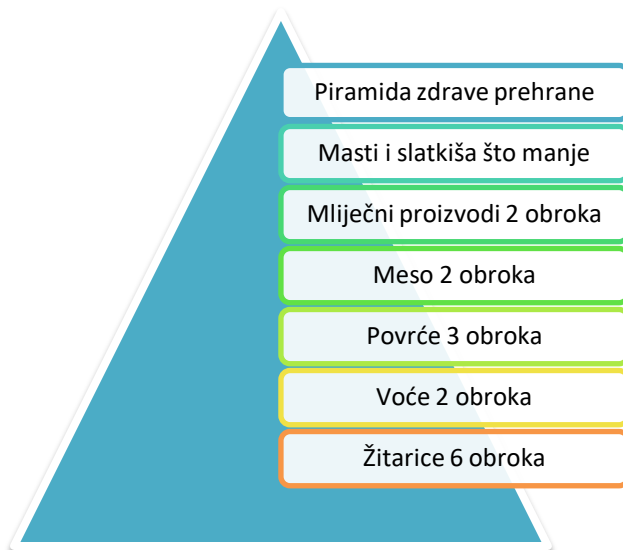 Piramida zdrave prehrane
Masti i slatkiša što manje
Mliječni proizvodi 2 obroka
Meso 2 obroka
Povrće 3 obroka
Voće 2 obroka
Žitarice 6 obroka